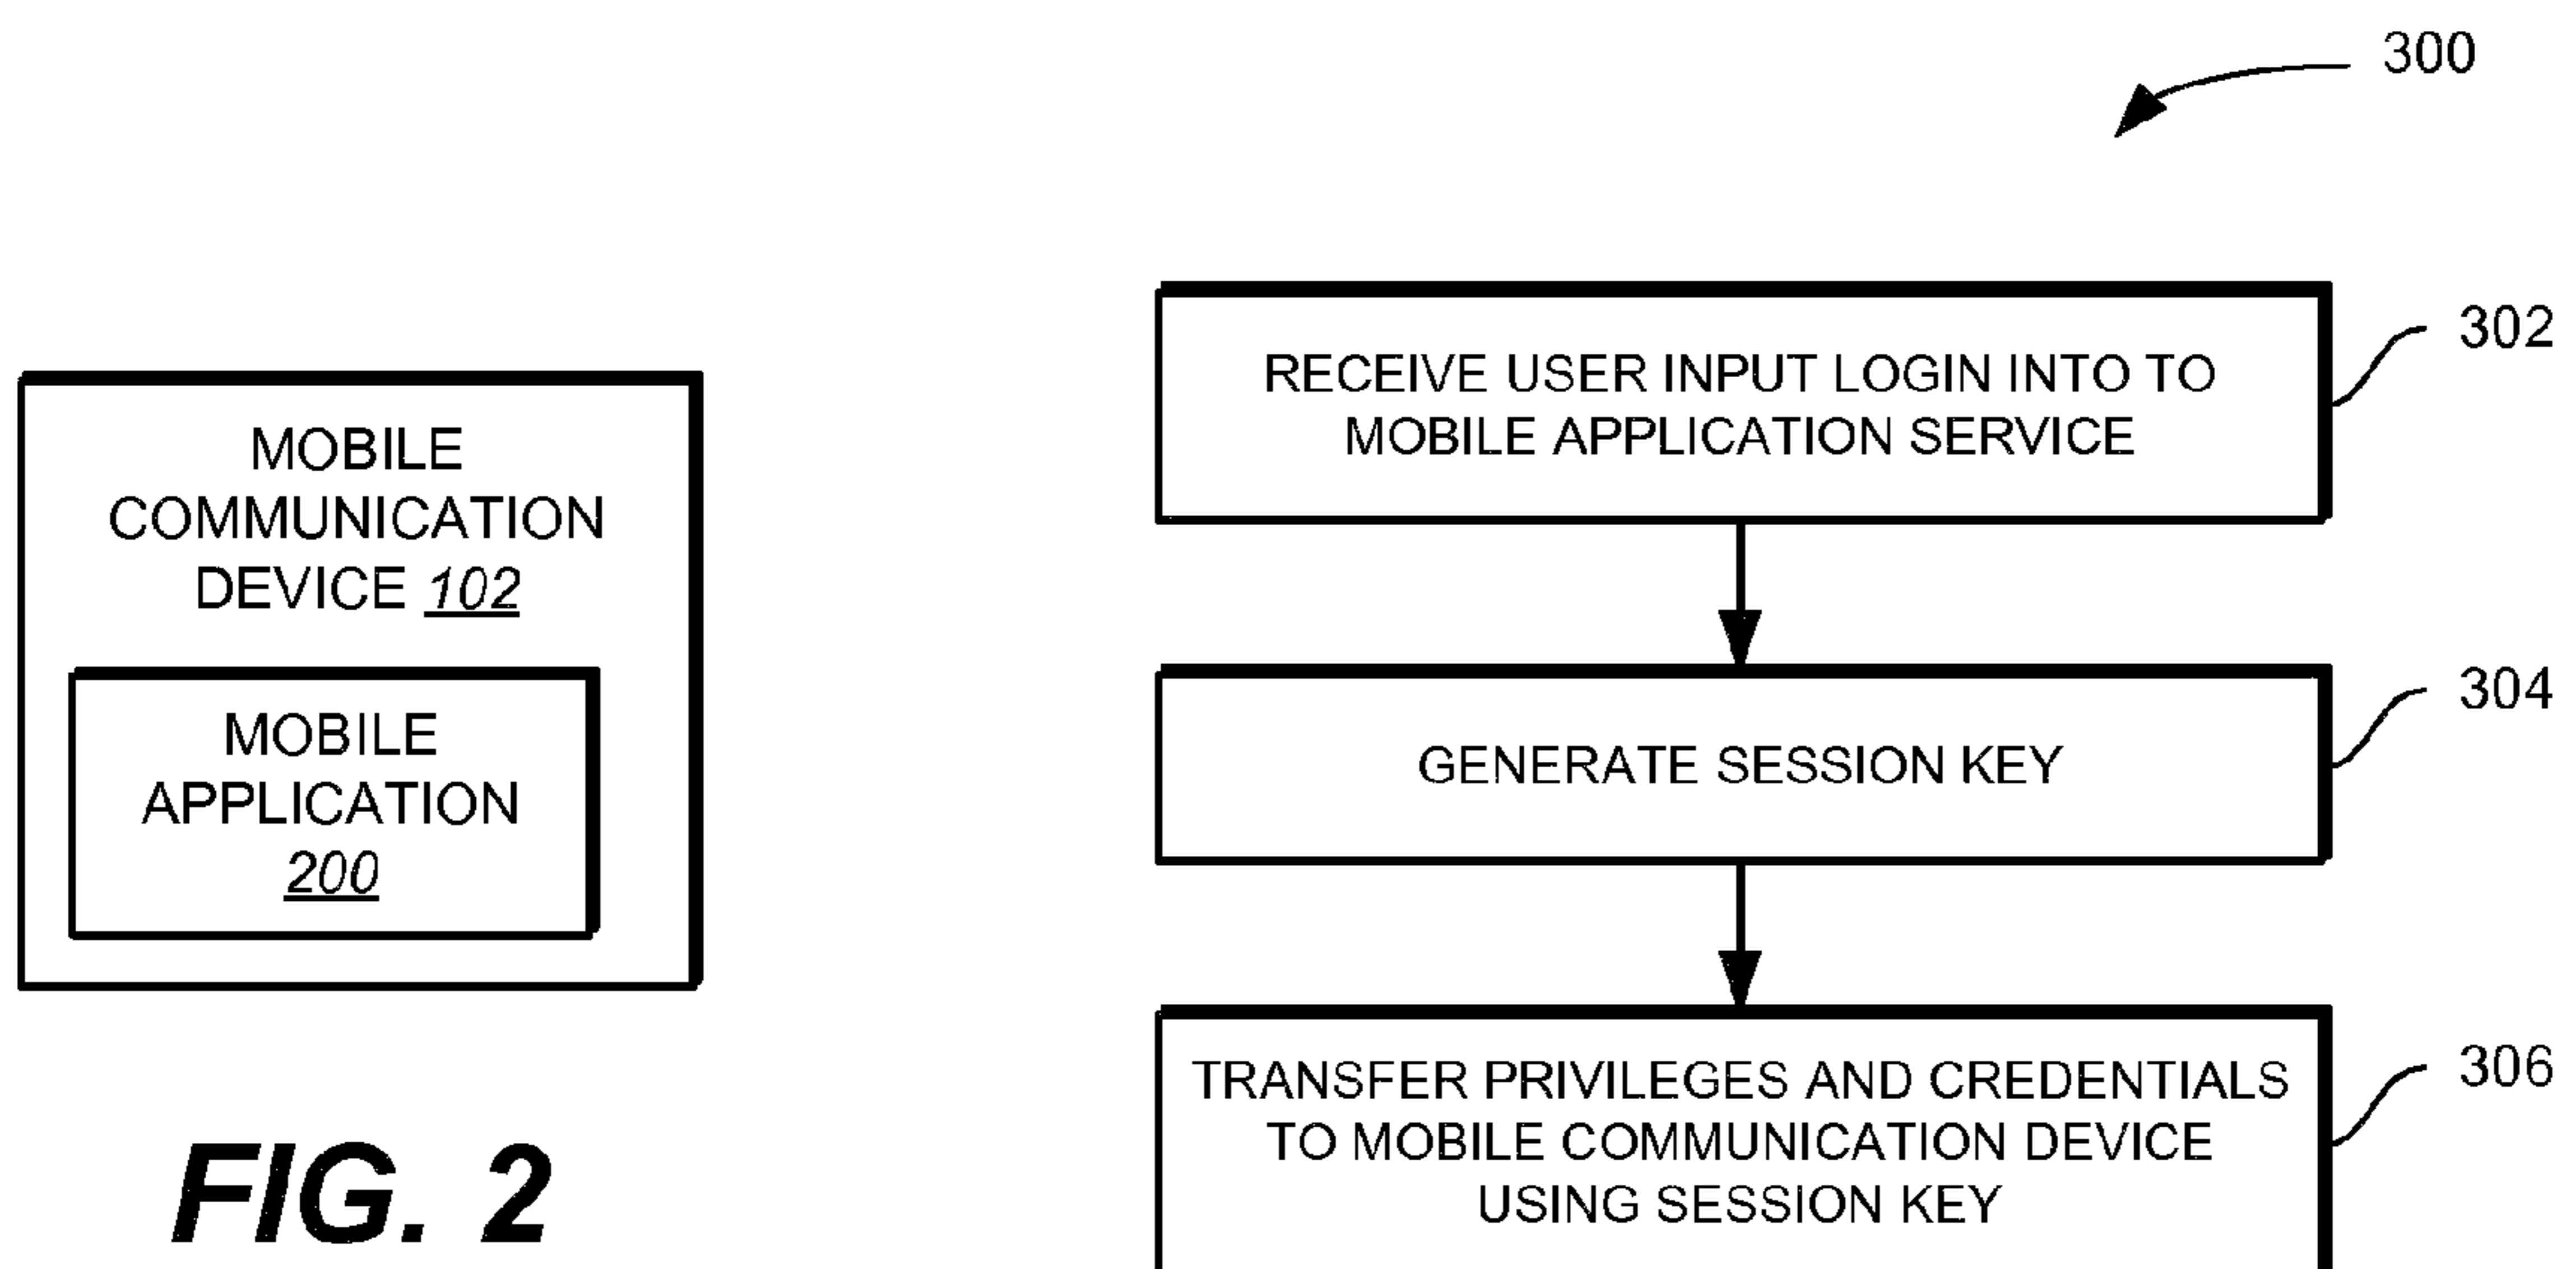 MOBILE
COMMUNICATION
DEVICE 102
MOBILE
APPLICATION
200
FIG. 2
300
RECEIVE USER INPUT LOGIN INTO TO
MOBILE APPLICATION SERVICE
302
GENERATE SESSION KEY
304
TRANSFER PRIVILEGES AND CREDENTIALS
TO MOBILE COMMUNICATION DEVICE
USING SESSION KEY
306